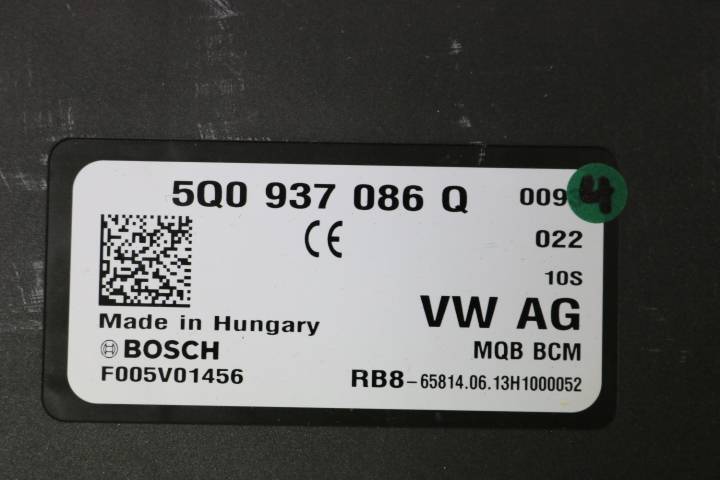 5Q0 937 086 Q 009
4
CE 022
10S
Made in Hungary VW AG
BOSCH MQB BCM
F005V01456 RB8-65814.06.13H1000052